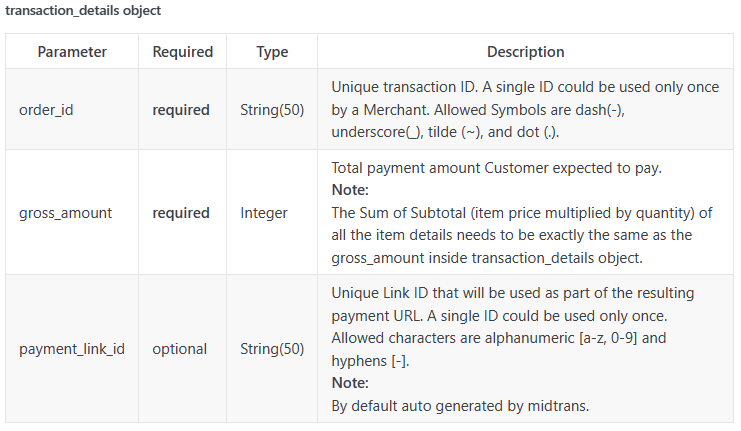 transaction_details object
Parameter Required Type Description
order_id required String(50) Unique transaction ID. A single ID could be used only once
by a Merchant. Allowed Symbols are dash(-),
underscore(_), tilde (~), and dot (.).
gross_amount required Integer Total payment amount Customer expected to pay.
Note:
The Sum of Subtotal (item price multiplied by quantity) of
all the item details needs to be exactly the same as the
gross_amount inside transaction_details object.
payment_link_id optional String(50) Unique Link ID that will be used as part of the resulting
payment URL. A single ID could be used only once.
Allowed characters are alphanumeric [a-z, 0-9] and
hyphens [-].
Note:
By default auto generated by midtrans.